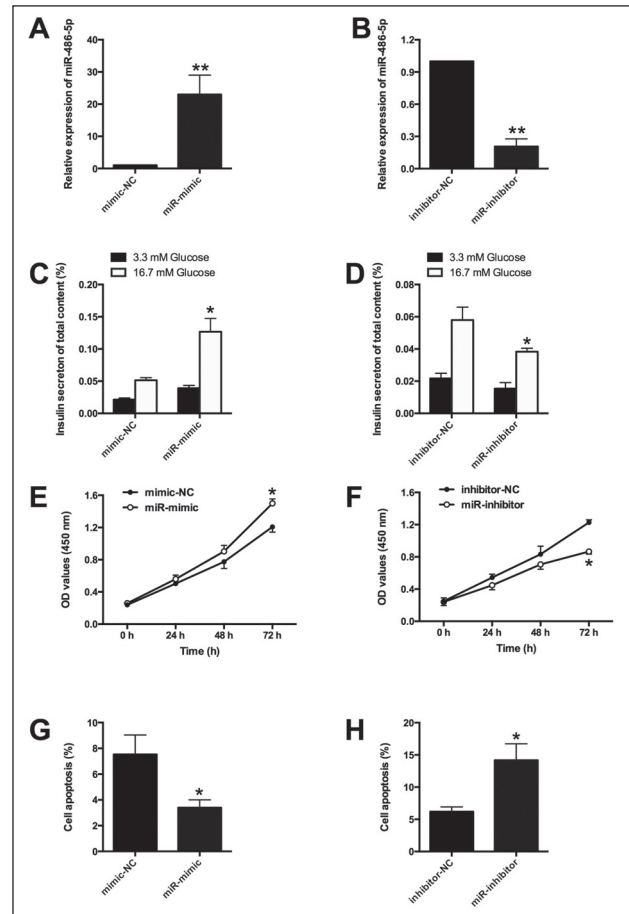 A
Relative expression of miR-486-5p
40
30
20
10
0
**
mimic-NC
miR-mimic
B
Relative expression of miR-486-5p
1.2
0.9
0.6
0.3
0.0
**
inhibitor-NC
miR-inhibitor
C
3.3 mM Glucose
16.7 mM Glucose
Insulin secreton of total content (%)
0.20
0.15
0.10
0.05
0.00
*
mimic-NC
miR-mimic
D
3.3 mM Glucose
16.7 mM Glucose
Insulin secreton of total content (%)
0.08
0.06
0.04
0.02
0.00
*
inhibitor-NC
miR-inhibitor
E
mimic-NC
miR-mimic
OD values (450 nm)
1.6
1.2
0.8
0.4
0.0
*
0 h 24 h 48 h 72 h
Time (h)
F
inhibitor-NC
miR-inhibitor
OD values (450 nm)
1.6
1.2
0.8
0.4
0.0
*
0 h 24 h 48 h 72 h
Time (h)
G
Cell apoptosis (%)
10
8
6
4
2
0
*
mimic-NC
miR-mimic
H
Cell apoptosis (%)
20
15
10
5
0
*
inhibitor-NC
miR-inhibitor